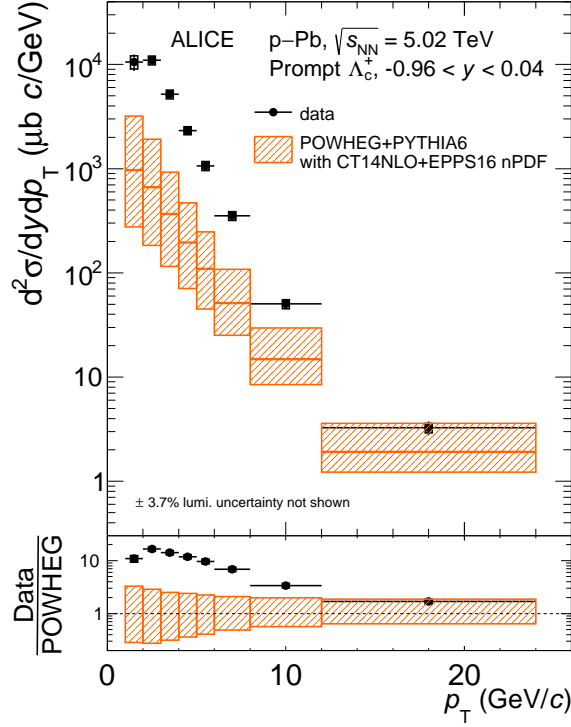 ALICE
p−Pb, √s_NN = 5.02 TeV
Prompt Λ_c^+, -0.96 < y < 0.04
data
POWHEG+PYTHIA6
with CT14NLO+EPPS16 nPDF
d²σ/dydp_T (μb c/GeV)
10⁴
10³
10²
10
1
± 3.7% lumi. uncertainty not shown
Data
POWHEG
10
1
0
10
20
p_T (GeV/c)